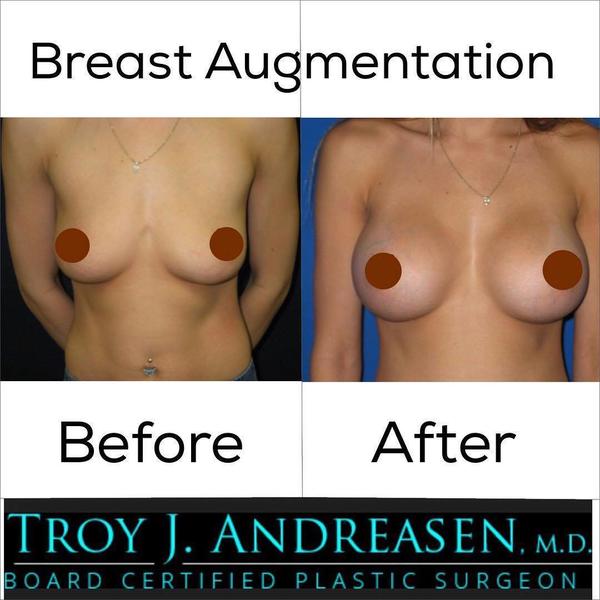 Breast Augmentation
Before
After
TROY J. ANDREASEN, M.D.
BOARD CERTIFIED PLASTIC SURGEON